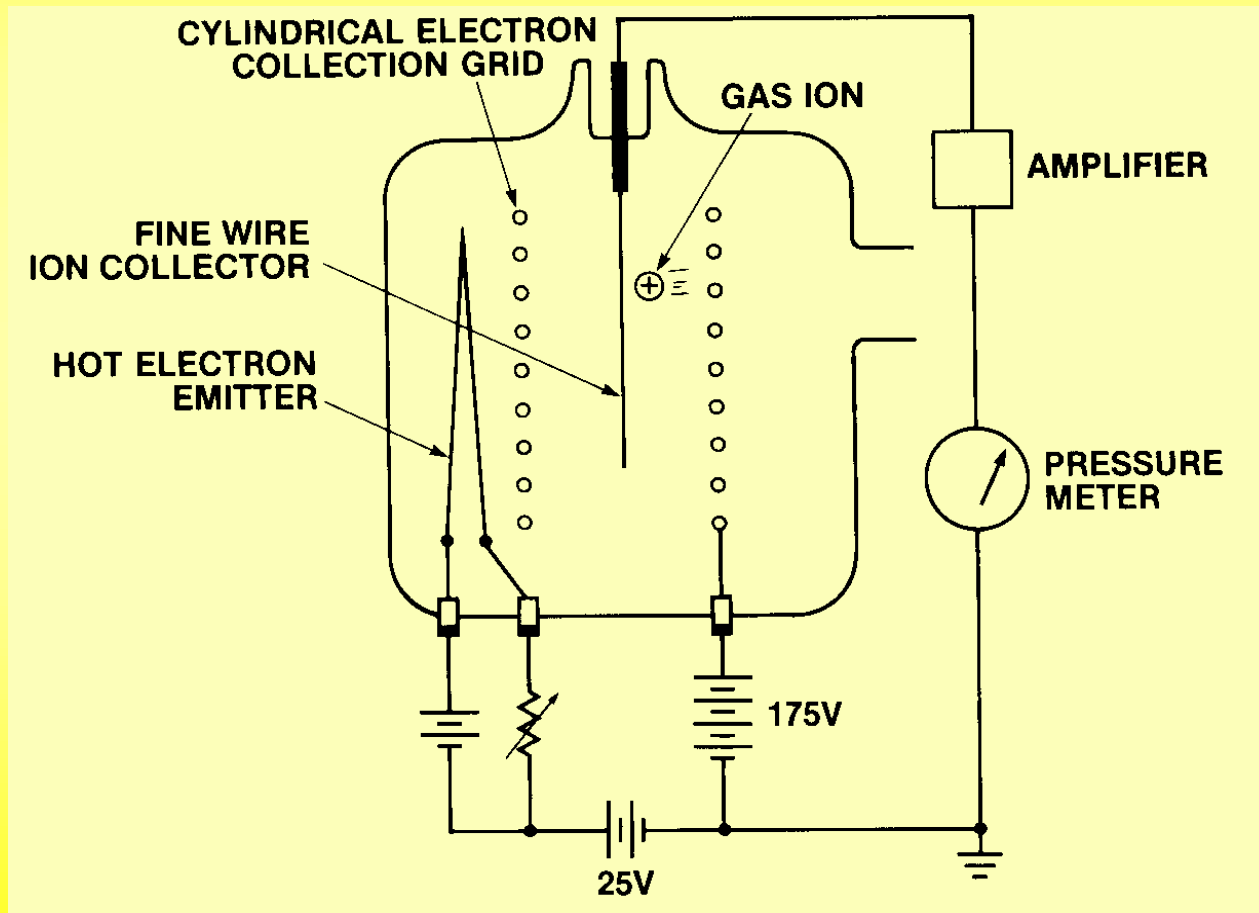 CYLINDRICAL ELECTRON
COLLECTION GRID
GAS ION
AMPLIFIER
FINE WIRE
ION COLLECTOR
HOT ELECTRON
EMITTER
PRESSURE
METER
175V
25V